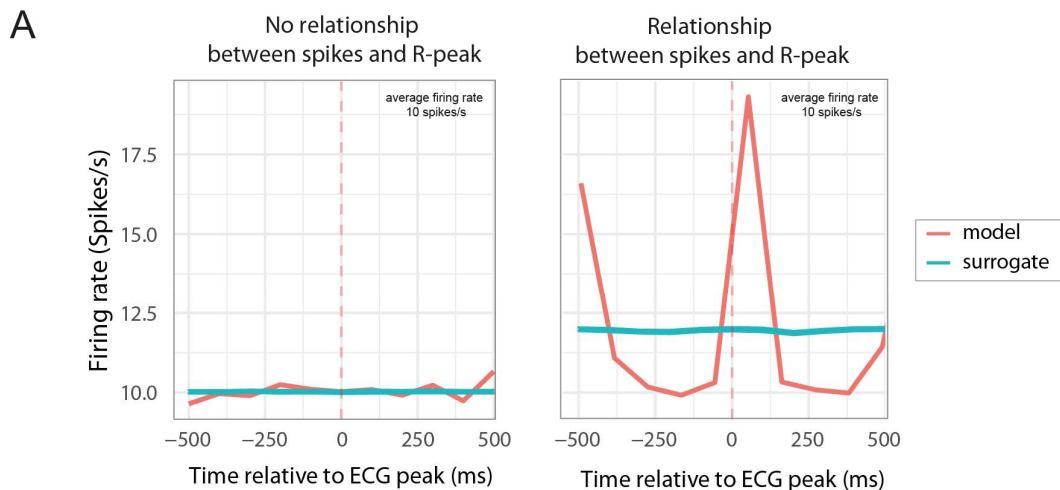 A
No relationship
between spikes and R-peak
Relationship
between spikes and R-peak
average firing rate
10 spikes/s
average firing rate
10 spikes/s
Firing rate (Spikes/s)
17.5
15.0
12.5
10.0
−500 −250 0 250 500
−500 −250 0 250 500
Time relative to ECG peak (ms)
Time relative to ECG peak (ms)
model
surrogate